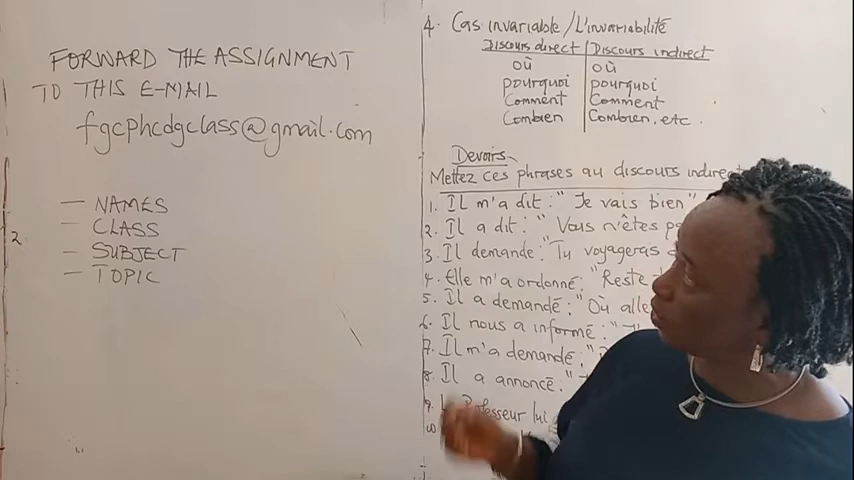 FORWARD THE ASSIGNMENT
TO THIS E-MAIL
fgcphcdgclass@gmail.com
— NAMES
— CLASS
— SUBJECT
— TOPIC
2.
4. Cas invariable/L'invariabilité
Discours direct | Discours indirect
où | où
pourquoi | pourquoi
Comment | Comment
Combien | Combien, etc.
Devoirs
Mettez ces phrases au discours indirect
1. Il m'a dit: "Je vais bien"
2. Il a dit: "Vous n'êtes
3. Il demande: "Tu voyageras
4. Elle m'a ordonné: "Reste
5. Il a demandé: "Où
6. Il nous a informé: "
7. Il m'a demandé: "
8. Il a annoncé: "
9. Professeur lui
10